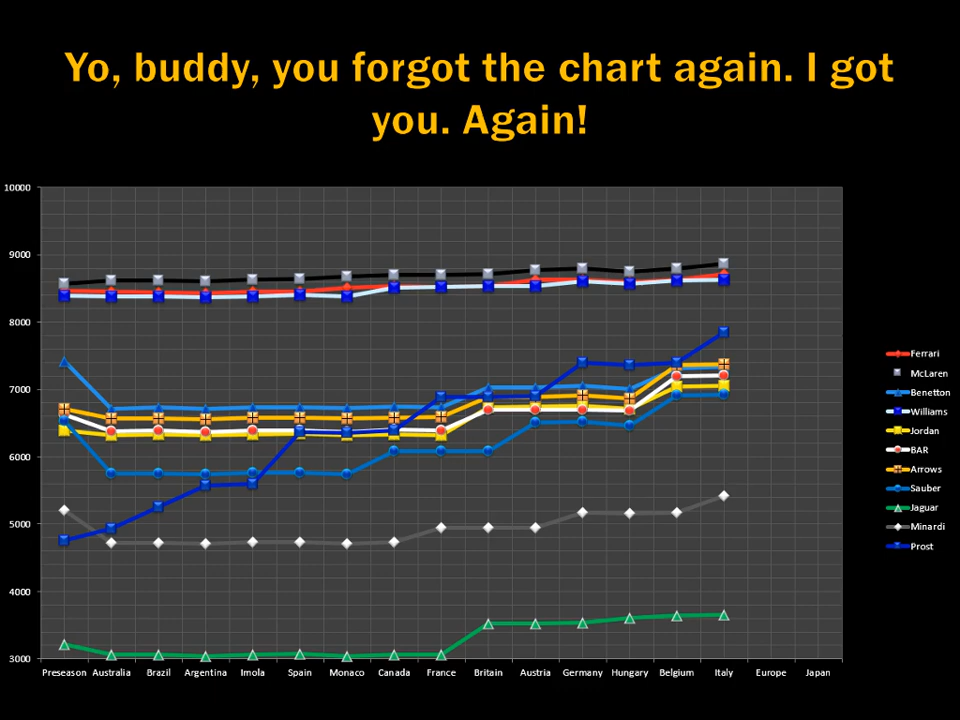 Yo, buddy, you forgot the chart again. I got
you. Again!
10000
9000
8000
7000
6000
5000
4000
3000
Preseason Australia Brazil Argentina Imola Spain Monaco Canada France Britain Austria Germany Hungary Belgium Italy Europe Japan
Ferrari
McLaren
Benetton
Williams
Jordan
BAR
Arrows
Sauber
Jaguar
Minardi
Prost